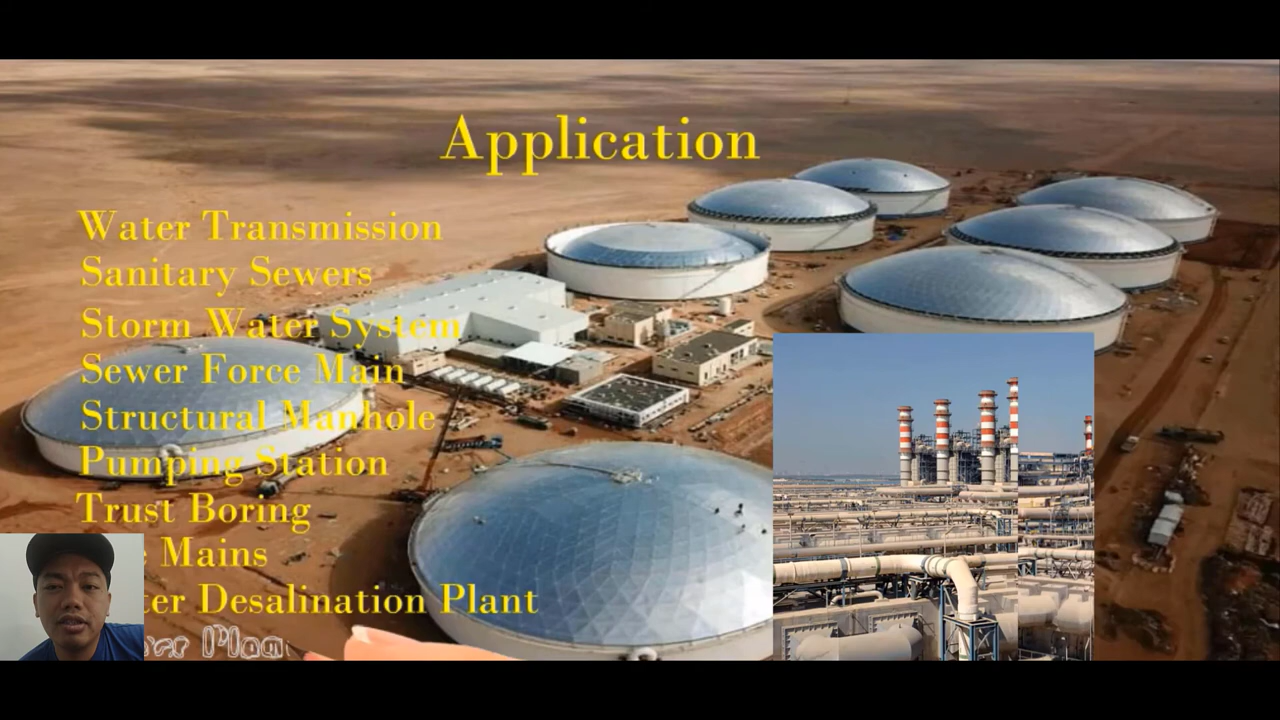 Application
Water Transmission
Sanitary Sewers
Storm Water System
Sewer Force Main
Structural Manhole
Pumping Station
Trust Boring
Mains
Desalination Plant